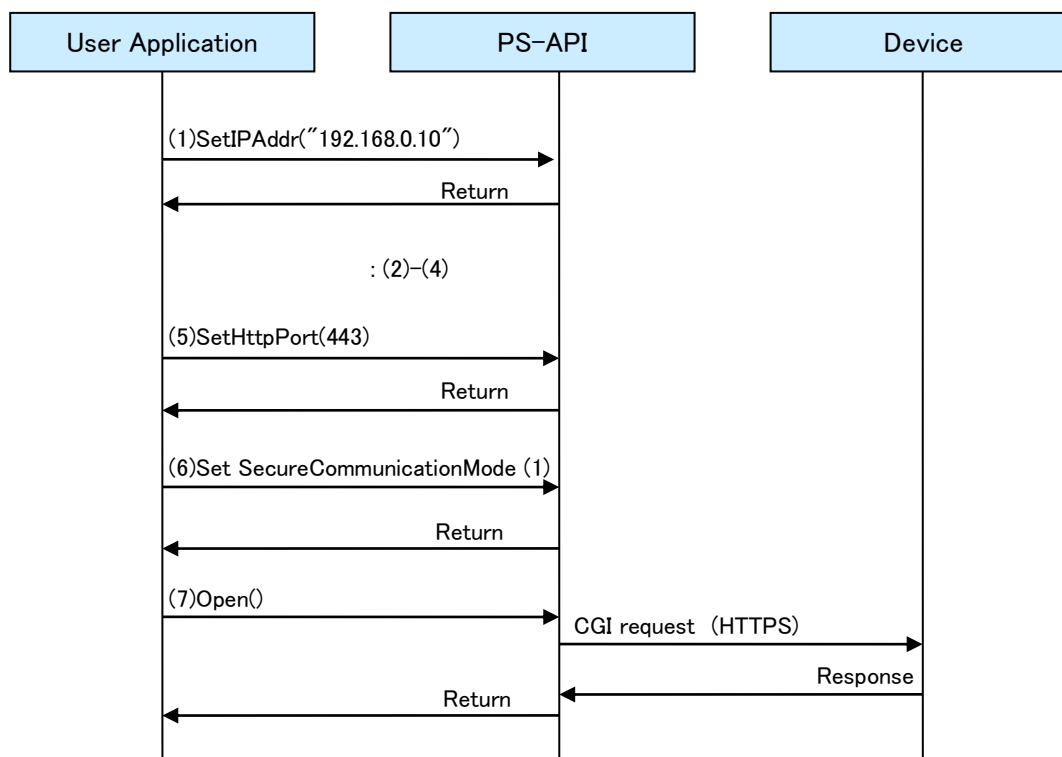 User Application
PS-API
Device
(1)SetIPAddr("192.168.0.10")
Return
: (2)-(4)
(5)SetHttpPort(443)
Return
(6)Set SecureCommunicationMode (1)
Return
(7)Open()
CGI request (HTTPS)
Response
Return